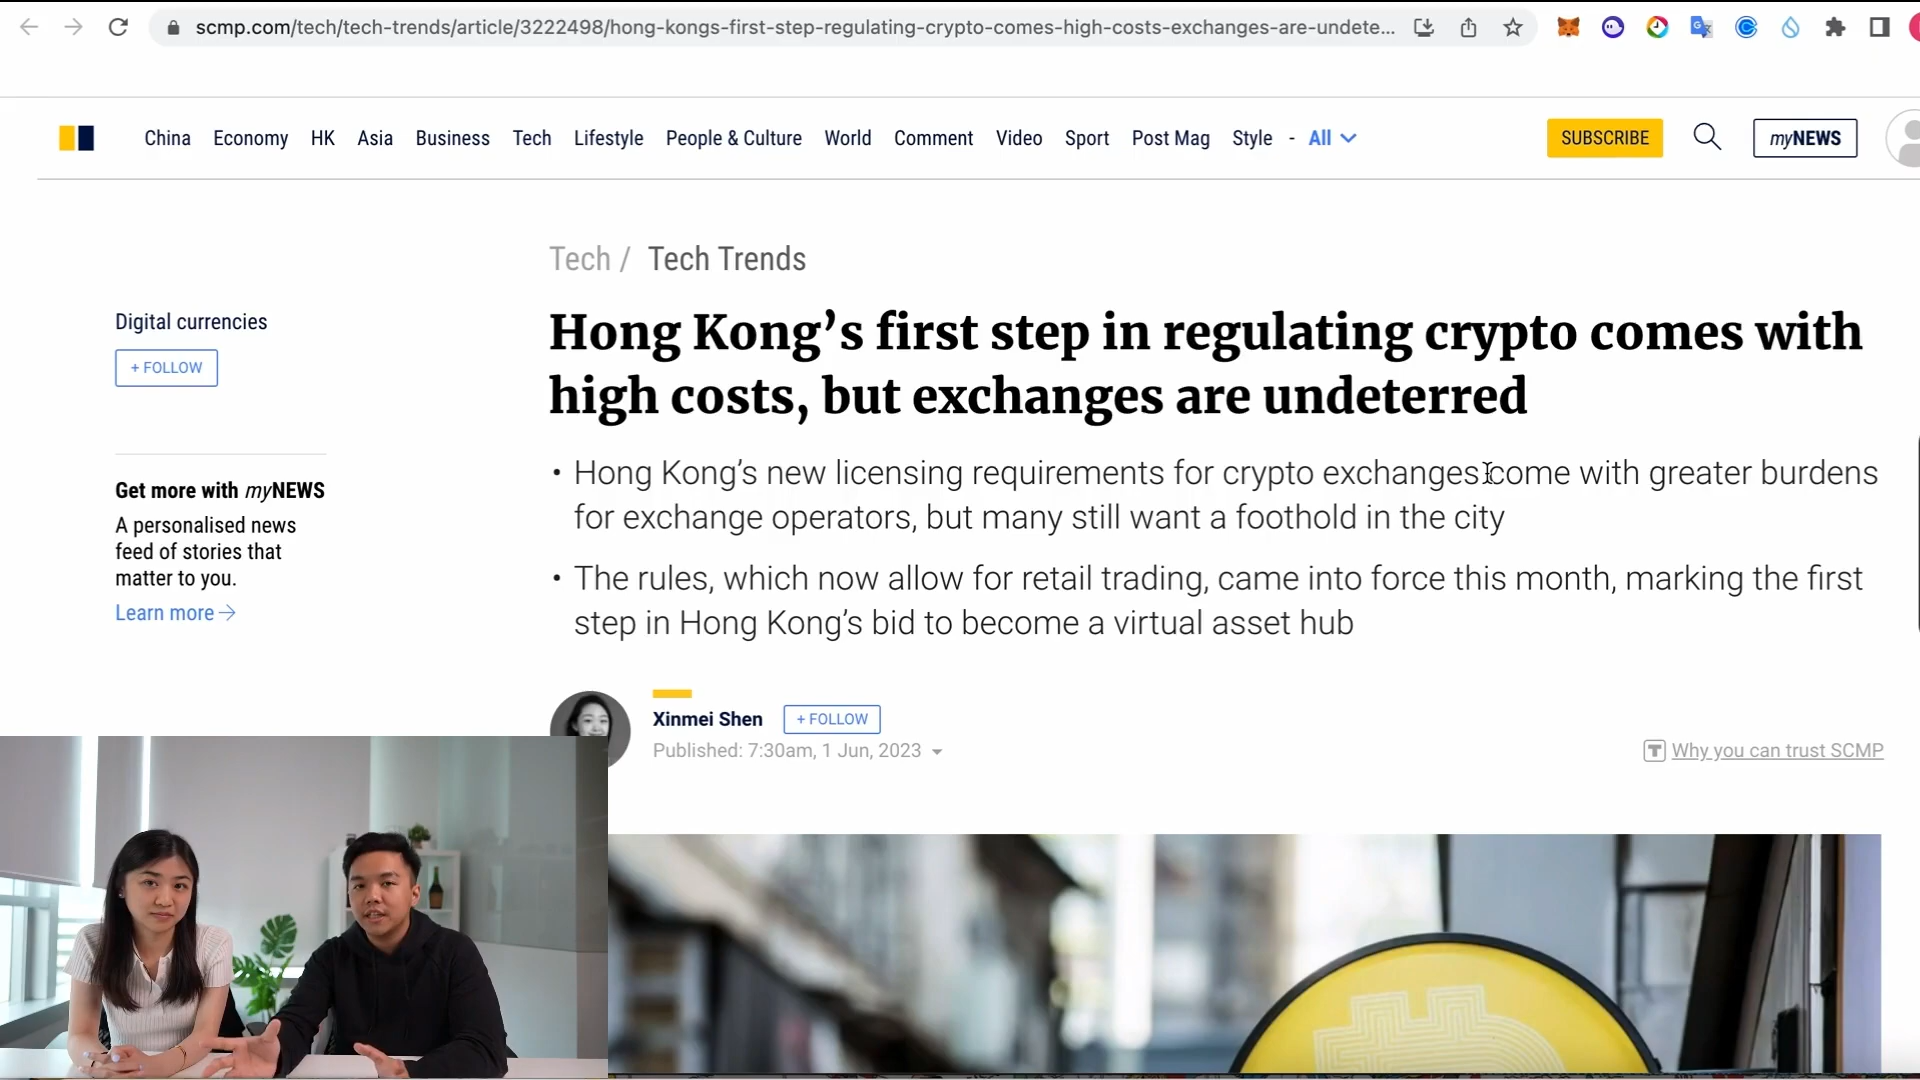 scmp.com/tech/tech-trends/article/3222498/hong-kongs-first-step-regulating-crypto-comes-high-costs-exchanges-are-undete...
China Economy HK Asia Business Tech Lifestyle People & Culture World Comment Video Sport Post Mag Style - All
SUBSCRIBE
myNEWS
Tech / Tech Trends
Digital currencies
+ FOLLOW
Hong Kong’s first step in regulating crypto comes with
high costs, but exchanges are undeterred
• Hong Kong’s new licensing requirements for crypto exchanges come with greater burdens
for exchange operators, but many still want a foothold in the city
• The rules, which now allow for retail trading, came into force this month, marking the first
step in Hong Kong’s bid to become a virtual asset hub
Get more with myNEWS
A personalised news
feed of stories that
matter to you.
Learn more
Xinmei Shen + FOLLOW
Published: 7:30am, 1 Jun, 2023
Why you can trust SCMP